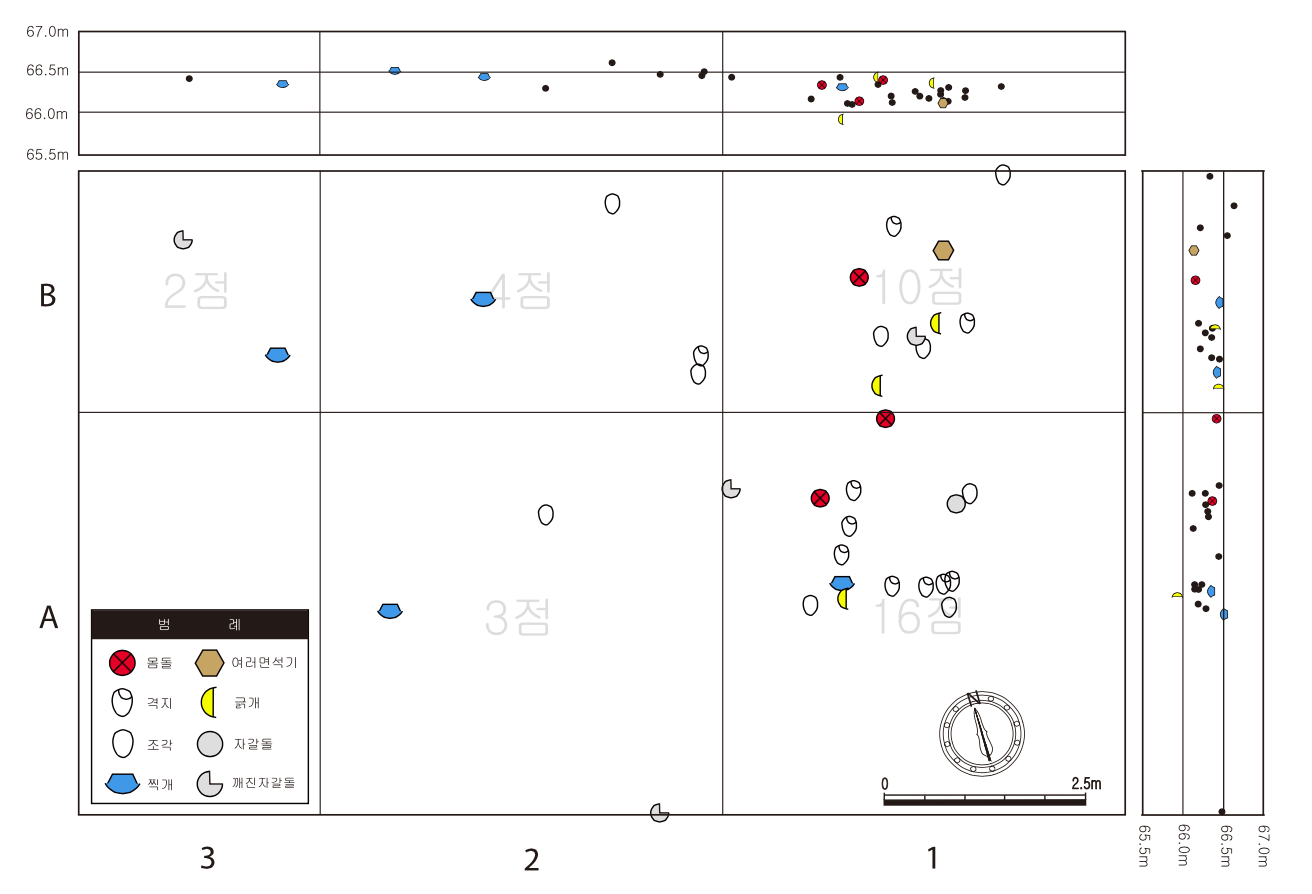 67.0m
66.5m
66.0m
65.5m
B
2점
4점
10점
A
3점
16점
범 례
몸돌 여러면석기
격지 긁개
조각 자갈돌
찍개 깨진자갈돌
N
0 2.5m
3 2 1
65.5m
66.0m
66.5m
67.0m